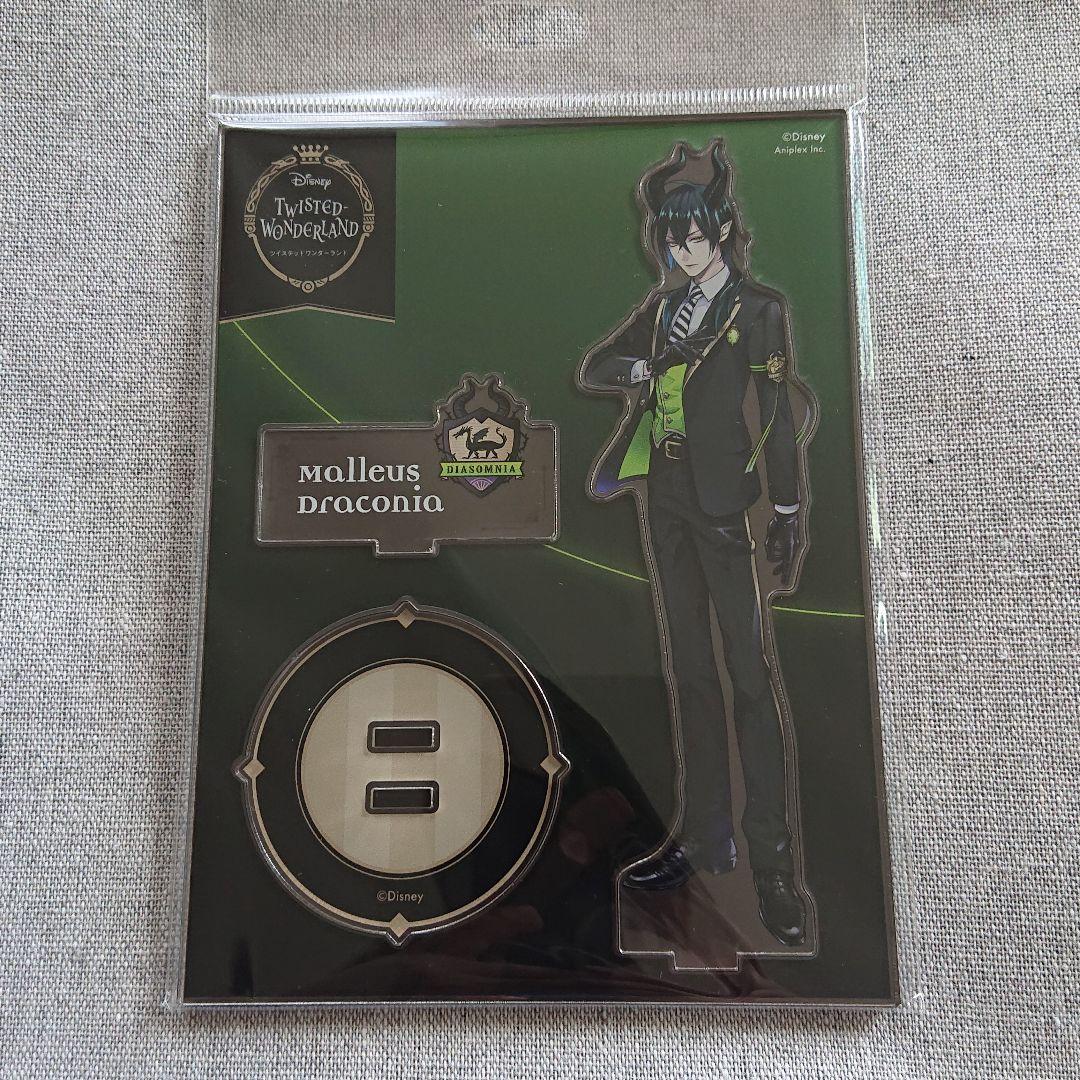 ©Disney
Aniplex Inc.
Disney
TWISTED-
WONDERLAND
ツイステッドワンダーランド
Malleus
Draconia
DIASOMNIA
©Disney